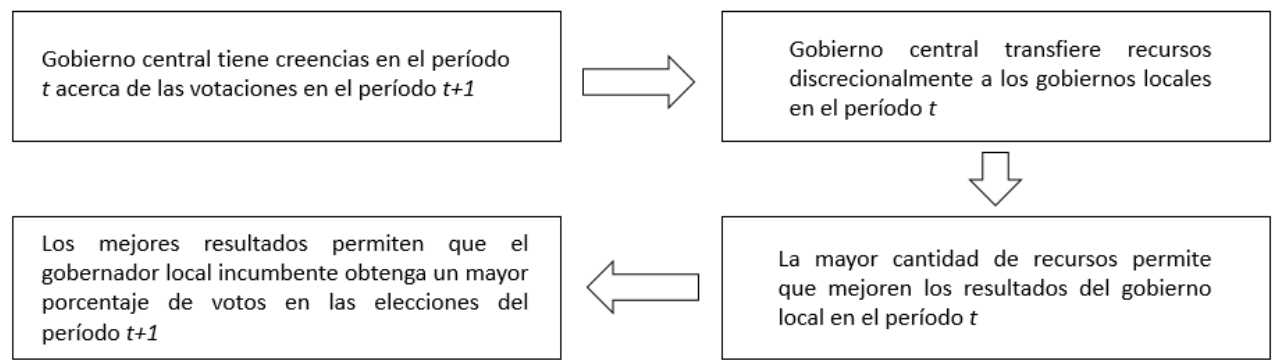 Gobierno central tiene creencias en el período
t acerca de las votaciones en el período t+1
Gobierno central transfiere recursos
discrecionalmente a los gobiernos locales
en el período t
La mayor cantidad de recursos permite
que mejoren los resultados del gobierno
local en el período t
Los mejores resultados permiten que el
gobernador local incumbente obtenga un mayor
porcentaje de votos en las elecciones del
período t+1